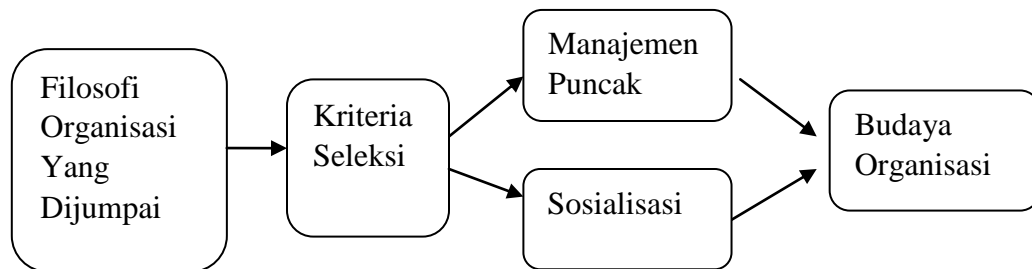 Filosofi
Organisasi
Yang
Dijumpai
Kriteria
Seleksi
Manajemen
Puncak
Sosialisasi
Budaya
Organisasi